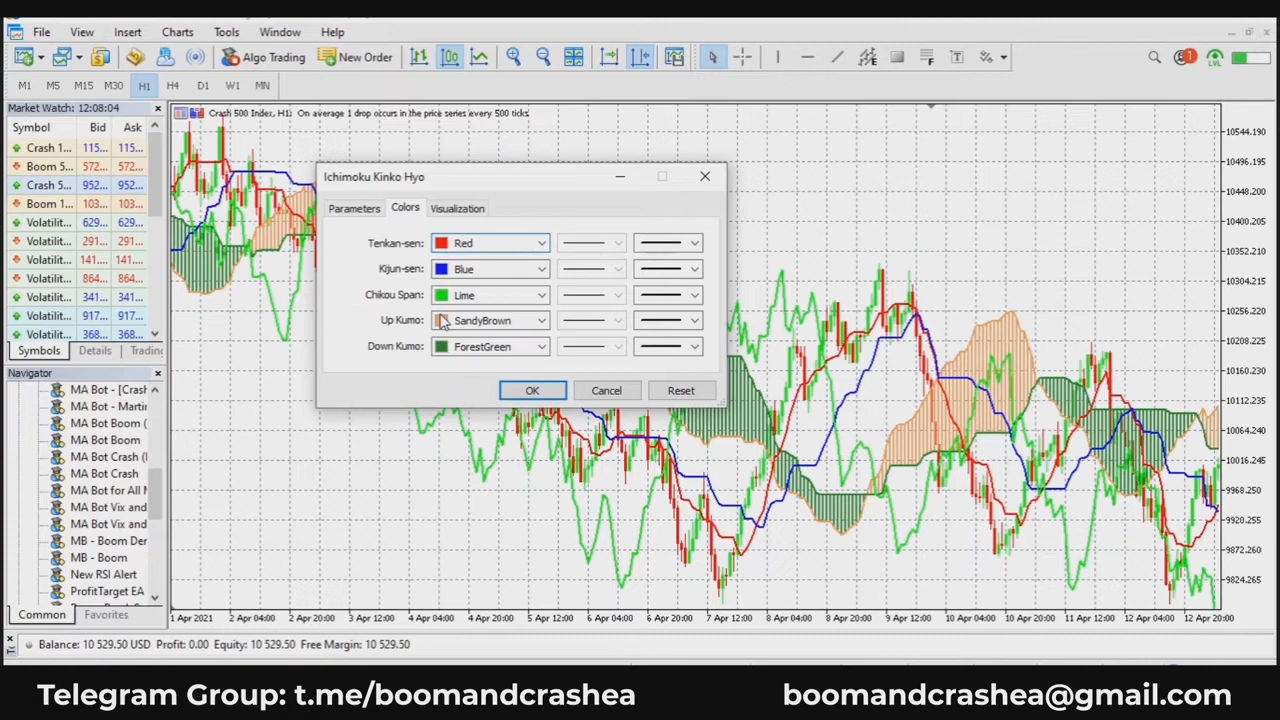 File View Insert Charts Tools Window Help
Algo Trading New Order
M1 M5 M15 M30 H1 H4 D1 W1 MN
Market Watch: 12:08:04
Symbol Bid Ask
Crash 1... 115... 115...
Boom 5... 572... 572...
Crash 5... 952... 952...
Boom 1... 103... 103...
Volatilit... 629... 629...
Volatilit... 291... 291...
Volatilit... 141... 141...
Volatilit... 864... 864...
Volatilit... 341... 341...
Volatilit... 368... 368...
Symbols Details Trading
Navigator
MA Bot - [Crash
MA Bot - Martin
MA Bot Boom (
MA Bot Boom
MA Bot Crash (
MA Bot Crash
MA Bot for All M
MA Bot Vix and
MA Bot Vix and
MB - Boom Der
MB - Boom
New RSI Alert
ProfitTarget EA
Common Favorites
Crash 500 Index, H1: On average 1 drop occurs in the price series every 500 ticks
Ichimoku Kinko Hyo
Parameters Colors Visualization
Tenkan-sen: Red
Kijun-sen: Blue
Chikou Span: Lime
Up Kumo: SandyBrown
Down Kumo: ForestGreen
OK Cancel Reset
10544.190
10496.195
10448.200
10400.205
10352.210
10304.215
10256.220
10208.225
10160.230
10112.235
10064.240
10016.245
9968.250
9920.255
9872.260
9824.265
1 Apr 2021 2 Apr 04:00 2 Apr 20:00 3 Apr 12:00 4 Apr 04:00 4 Apr 20:00 5 Apr 12:00 6 Apr 04:00 6 Apr 20:00 7 Apr 12:00 8 Apr 04:00 8 Apr 20:00 9 Apr 12:00 10 Apr 04:00 10 Apr 20:00 11 Apr 12:00 12 Apr 04:00 12 Apr 20:00
Balance: 10 529.50 USD Profit: 0.00 Equity: 10 529.50 Free Margin: 10 529.50
Telegram Group: t.me/boomandcrashea boomandcrashea@gmail.com